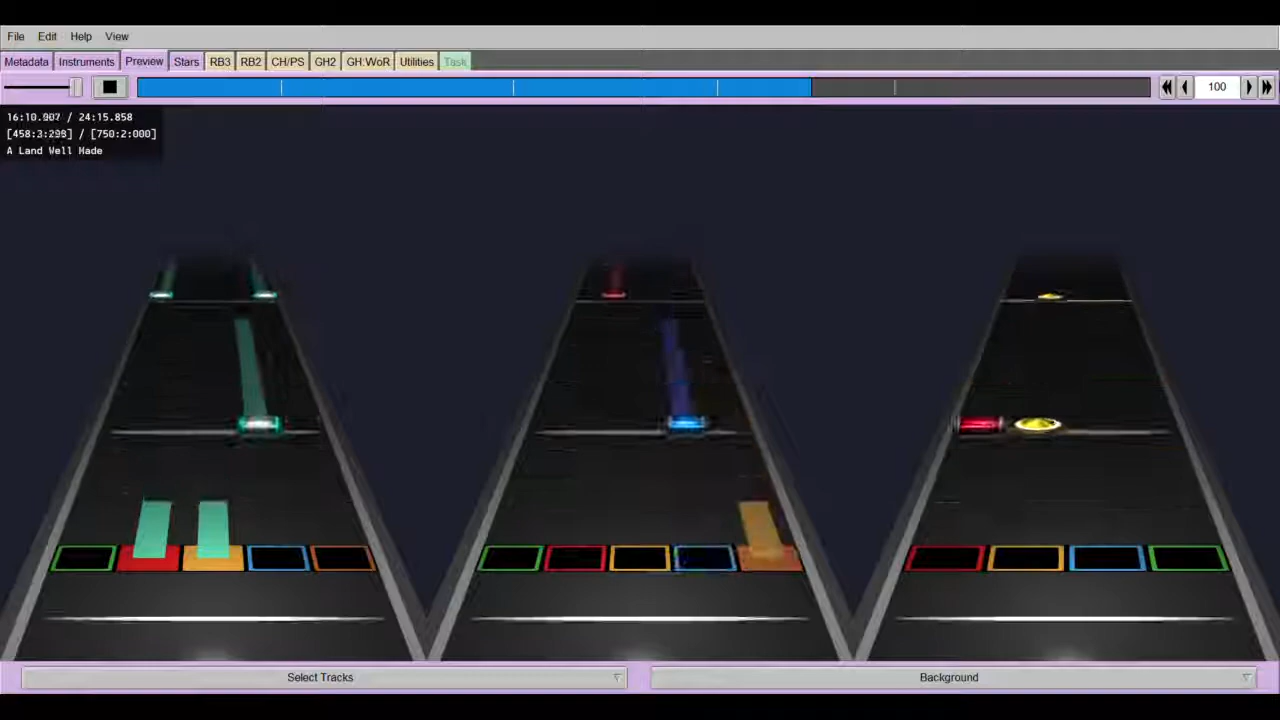 File Edit Help View
Metadata Instruments Preview Stars RB3 RB2 CH/PS GH2 GH:WoR Utilities Task
100
16:10.907 / 24:15.858
[458:3:298] / [750:2:000]
A Land Well Made
Select Tracks Background